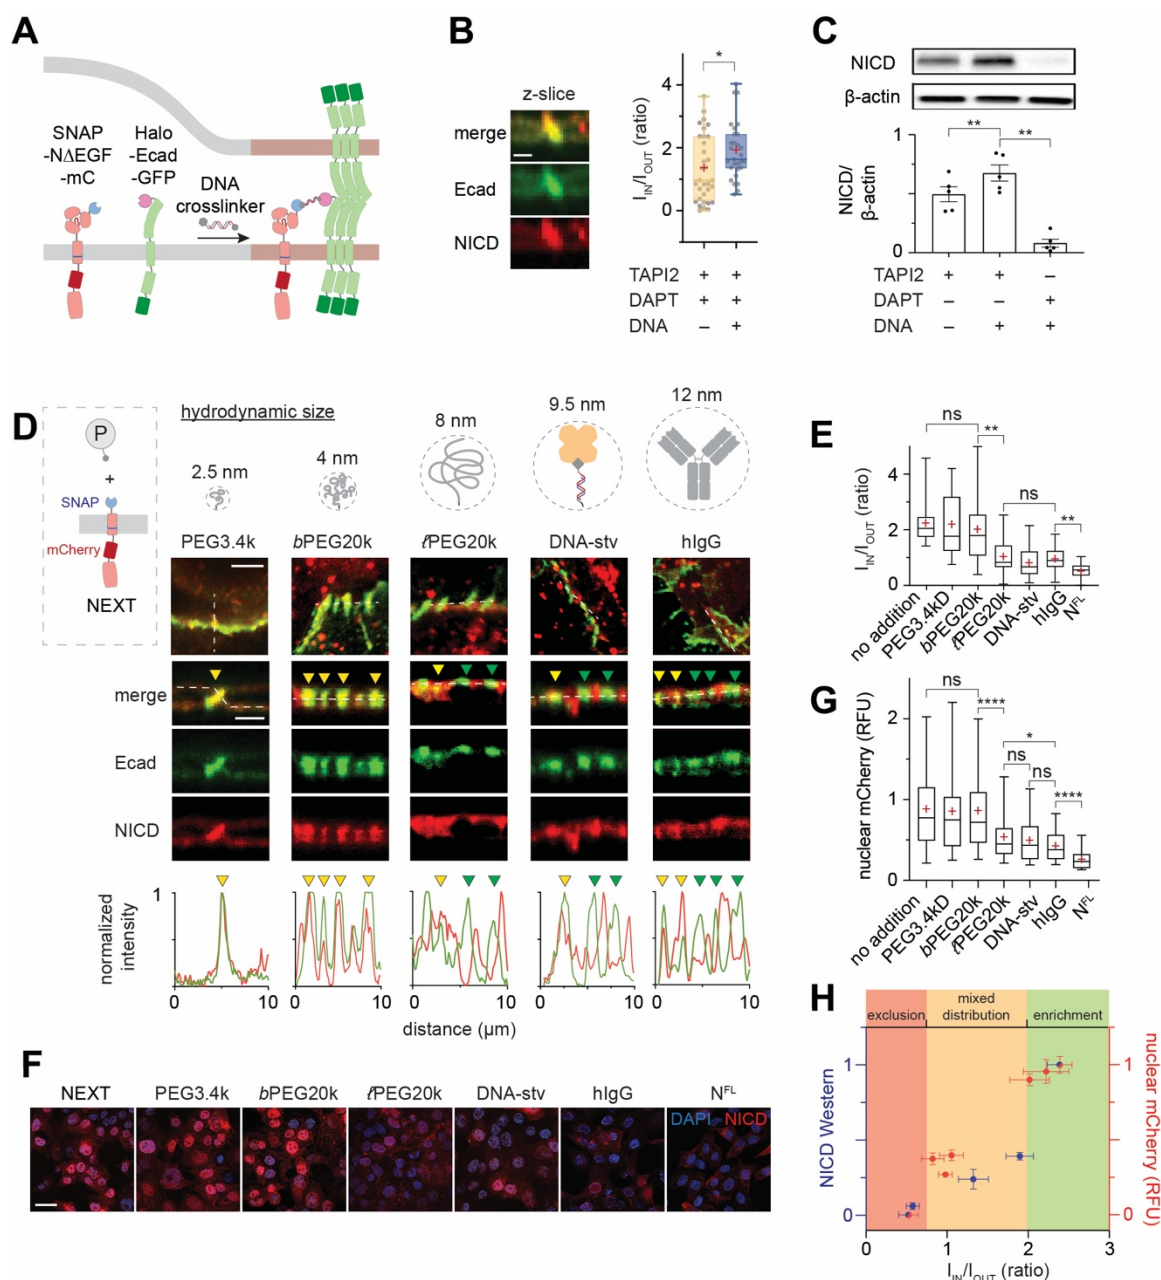 A
SNAP
-NΔEGF
-mC
Halo
-Ecad
-GFP
DNA
crosslinker
B
z-slice
merge
Ecad
NICD
I_IN/I_OUT (ratio)
4
2
0
*
TAPI2 + +
DAPT + +
DNA – +
C
NICD
β-actin
NICD/
β-actin
1
0
**
**
TAPI2 + + –
DAPT – – +
DNA – + +
D
P
+
SNAP
mCherry
NEXT
hydrodynamic size
2.5 nm
4 nm
8 nm
9.5 nm
12 nm
PEG3.4k
bPEG20k
ℓPEG20k
DNA-stv
hIgG
merge
Ecad
NICD
normalized
intensity
1
0 10
0 10
0 10
0 10
distance (μm)
E
I_IN/I_OUT (ratio)
4
2
0
ns
**
ns
**
no addition
PEG3.4kD
bPEG20k
ℓPEG20k
DNA-stv
hIgG
N^FL
G
nuclear mCherry (RFU)
2
1
0
ns
****
*
ns
ns
****
no addition
PEG3.4kD
bPEG20k
ℓPEG20k
DNA-stv
hIgG
N^FL
F
NEXT
PEG3.4k
bPEG20k
ℓPEG20k
DNA-stv
hIgG
N^FL
DAPI NICD
H
exclusion
mixed
distribution
enrichment
NICD Western
1
0
nuclear mCherry (RFU)
1
0
0 1 2 3
I_IN/I_OUT (ratio)